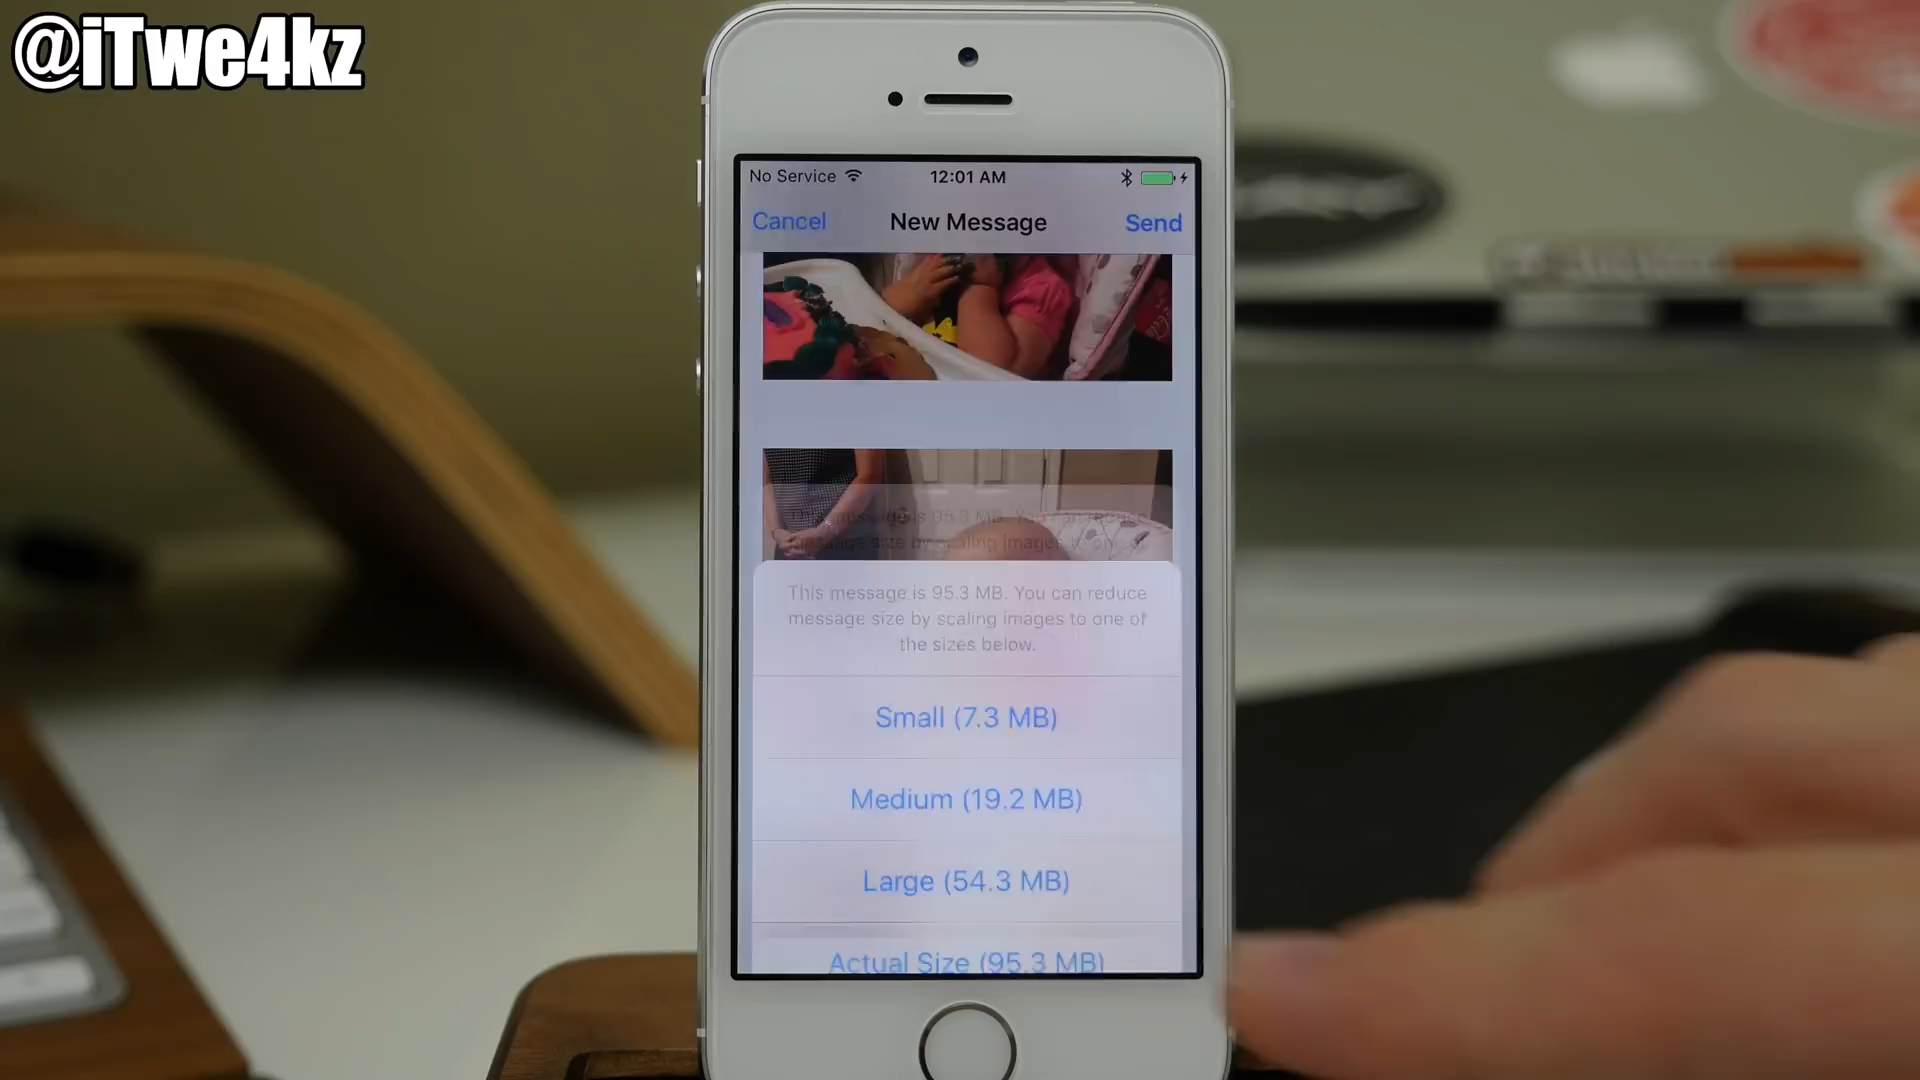 @iTwe4kz
No Service 12:01 AM
Cancel New Message Send
This message is 95.3 MB. You can reduce
message size by scaling images to one of
the sizes below.
Small (7.3 MB)
Medium (19.2 MB)
Large (54.3 MB)
Actual Size (95.3 MB)